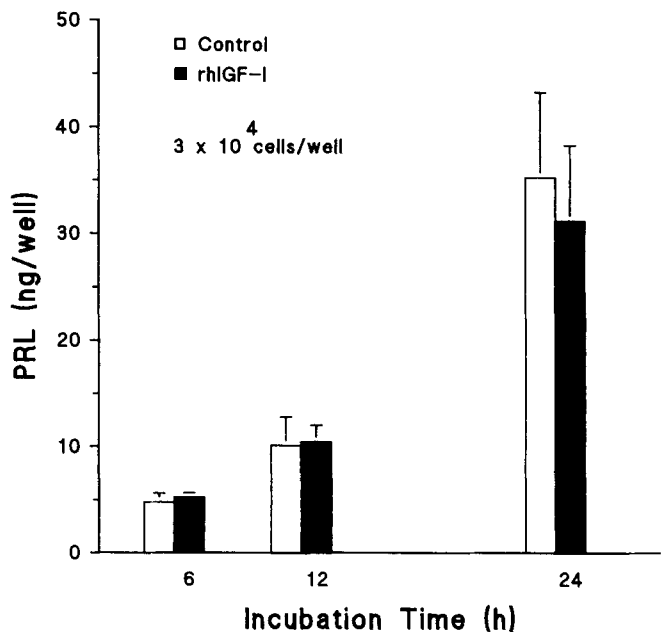 50
40
30
20
10
0
PRL (ng/well)
Control
rhIGF-I
4
3 x 10 cells/well
6 12 24
Incubation Time (h)